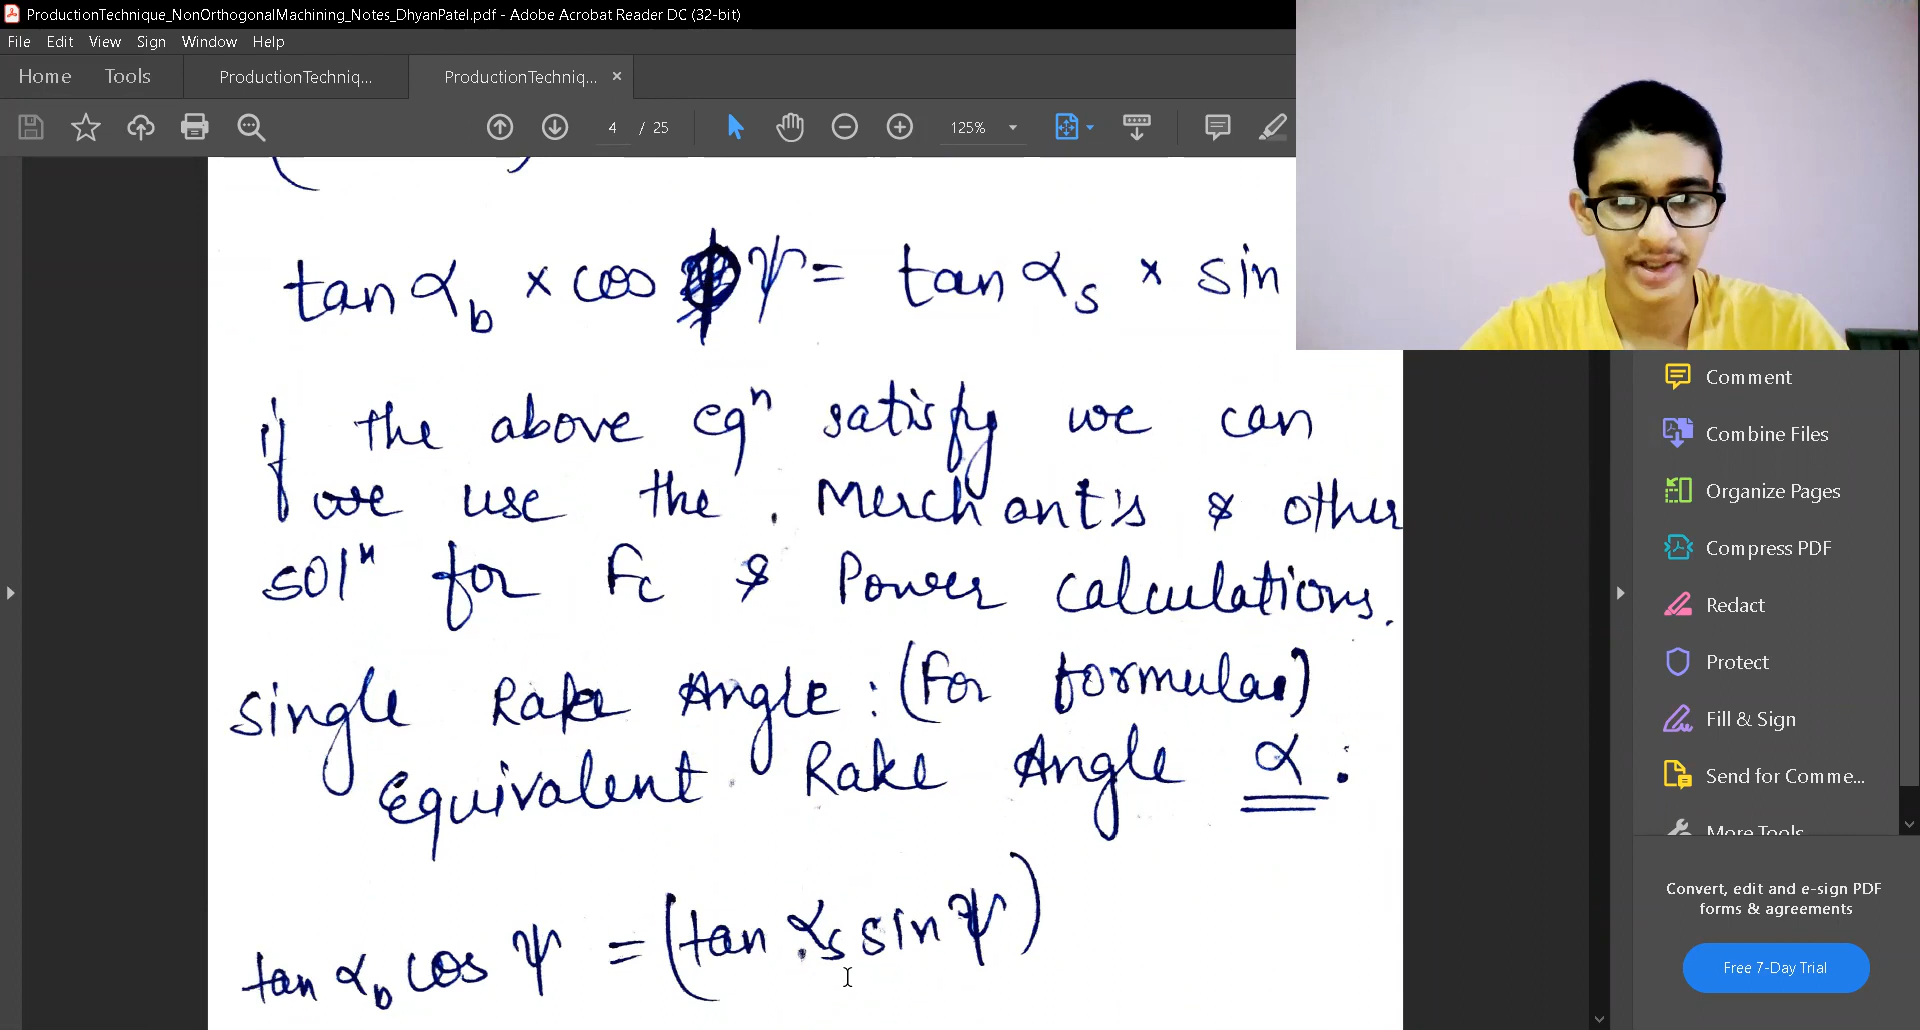 ProductionTechnique_NonOrthogonalMachining_Notes_DhyanPatel.pdf - Adobe Acrobat Reader DC (32-bit)
File Edit View Sign Window Help
Home Tools ProductionTechniq... ProductionTechniq... ×
4 / 25 125%
tan α_b × cos ψ = tan α_s × sin
if the above eqⁿ satisfy we can
we use the Merchant's & other
solⁿ for Fc & Power calculations.
Single Rake Angle : (For formulae)
Equivalent Rake Angle α :
tan α_b cos ψ = (tan α_s sin ψ)
Comment
Combine Files
Organize Pages
Compress PDF
Redact
Protect
Fill & Sign
Send for Comme...
More Tools
Convert, edit and e-sign PDF
forms & agreements
Free 7-Day Trial